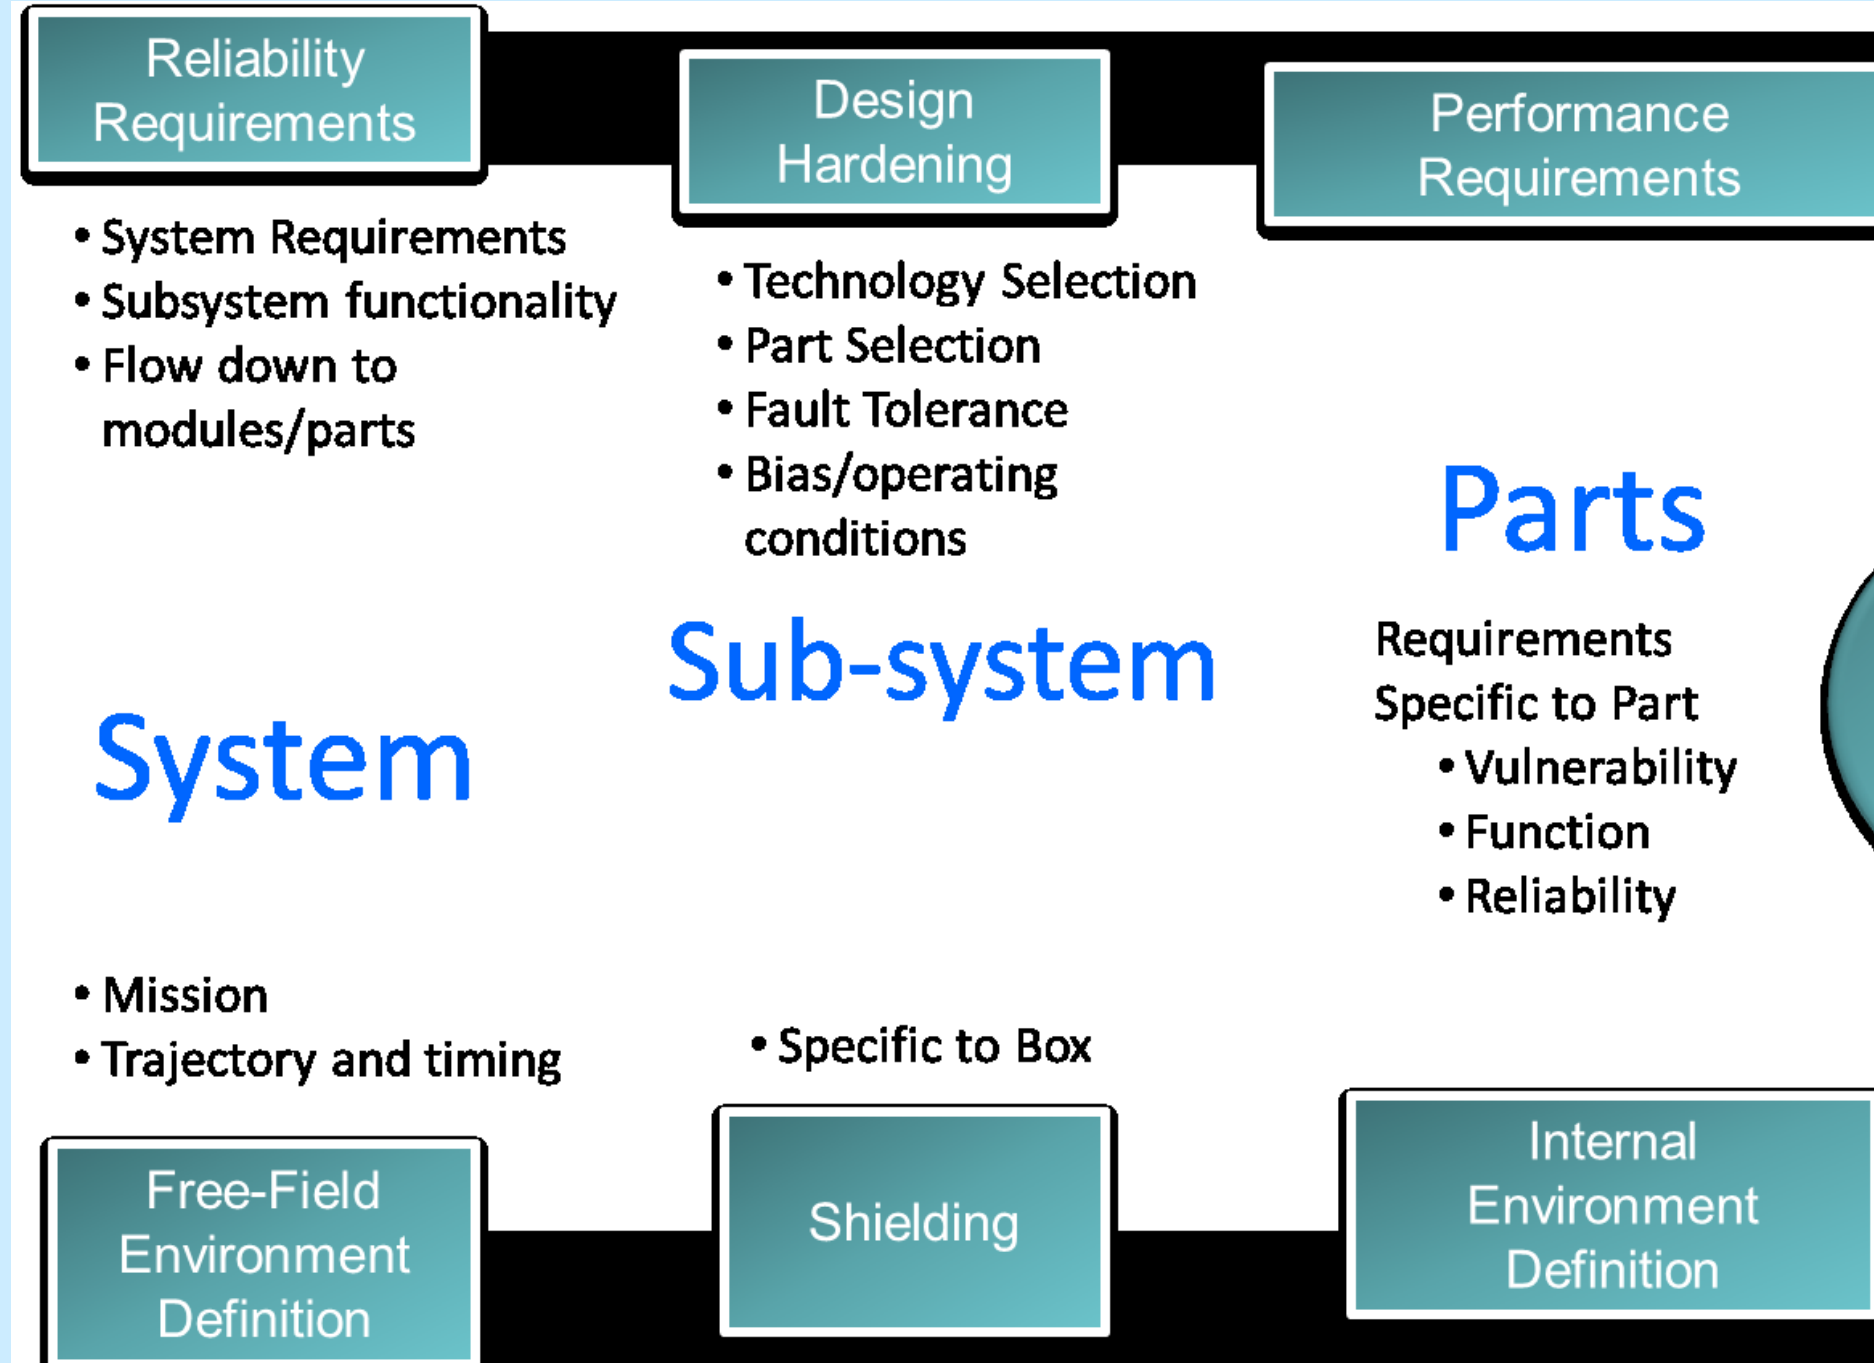 Reliability
Requirements
• System Requirements
• Subsystem functionality
• Flow down to
modules/parts
System
• Mission
• Trajectory and timing
Free-Field
Environment
Definition
Design
Hardening
• Technology Selection
• Part Selection
• Fault Tolerance
• Bias/operating
conditions
Sub-system
• Specific to Box
Shielding
Performance
Requirements
Parts
Requirements
Specific to Part
• Vulnerability
• Function
• Reliability
Internal
Environment
Definition